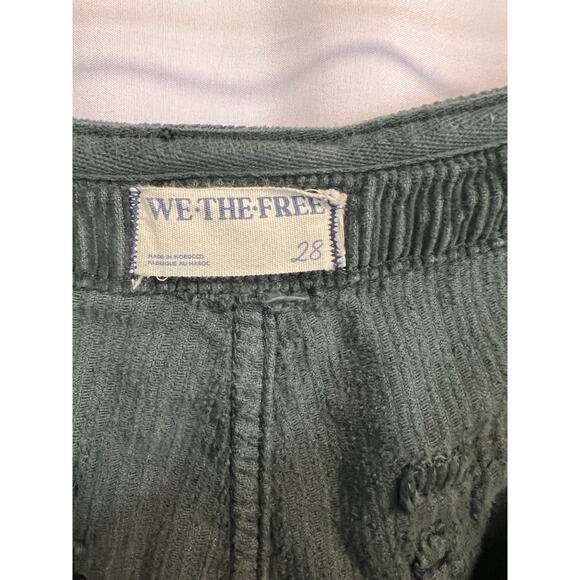 WE•THE•FREE
MADE IN MOROCCO
FABRIQUÉ AU MAROC
28